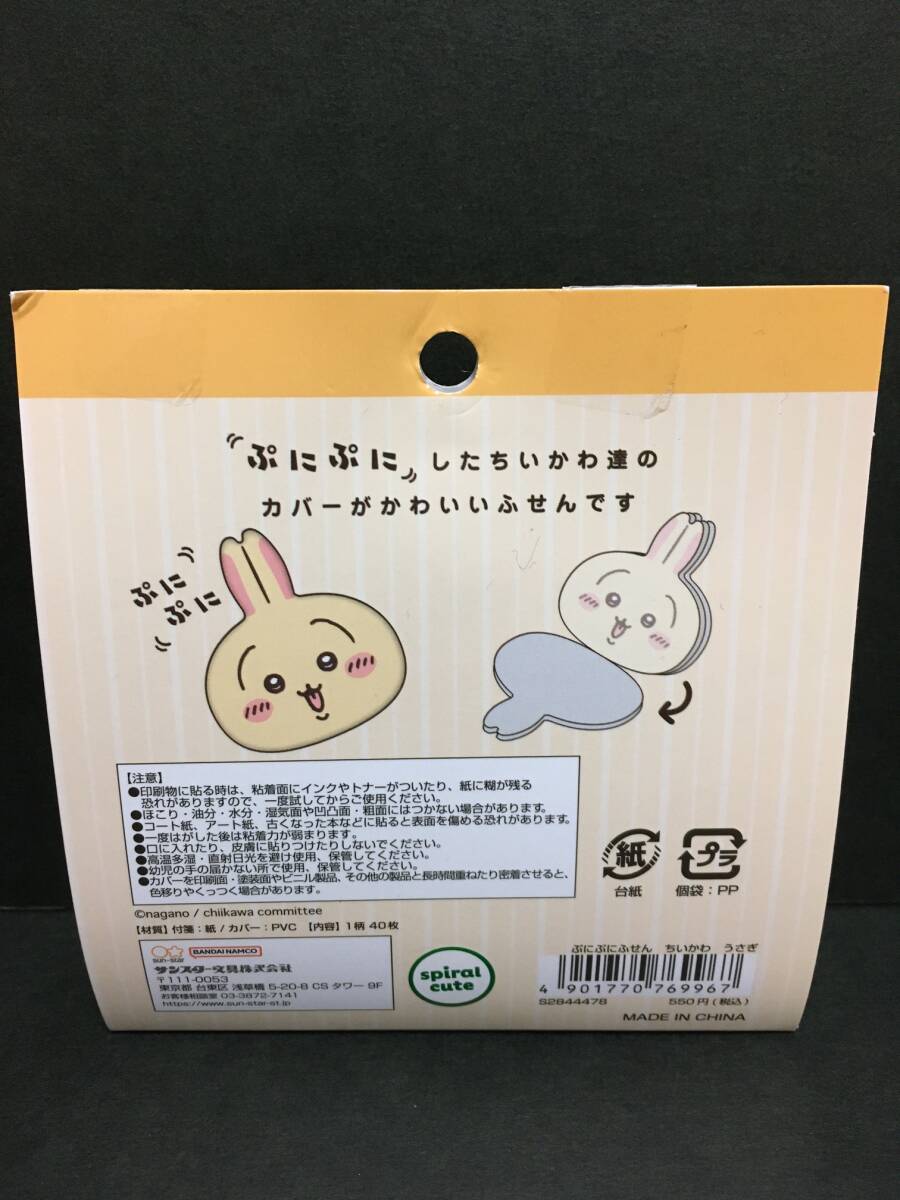 ぷにぷにしたちいかわ達の
カバーがかわいいふせんです
ぷに
ぷに
【注意】
●印刷物に貼る時は、粘着面にインクやトナーがついたり、紙に糊が残る
恐れがありますので、一度試してからご使用ください。
●ほこり・油分・水分・湿気面や凹凸面・粗面にはつかない場合があります。
●コート紙、アート紙、古くなった本などに貼ると表面を傷める恐れがあります。
●一度はがした後は粘着力が弱まります。
●口に入れたり、皮膚に貼りつけたりしないでください。
●高温多湿・直射日光を避け使用、保管してください。
●幼児の手の届かない所で使用、保管してください。
●カバーを印刷面・塗装面やビニル製品、その他の製品と長時間重ねたり密着させると、
色移りやくっつく場合があります。
紙
台紙
プラ
個袋：PP
©nagano / chiikawa committee
【材質】付箋：紙 / カバー：PVC 【内容】1柄 40枚
sun-star BANDAI NAMCO
サンスター文具株式会社
〒111-0053
東京都 台東区 浅草橋 5-20-8 CS タワー 9F
お客様相談室 03-3872-7141
https://www.sun-star-st.jp
spiral
cute
ぷにぷにふせん ちいかわ うさぎ
4 901770 769967
S2844478 550円(税込)
MADE IN CHINA